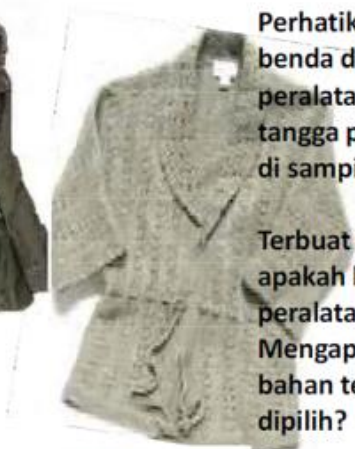 Perhatik
benda d
peralata
tangga p
di sampi
Terbuat
apakah
peralata
Mengap
bahan te
dipilih?